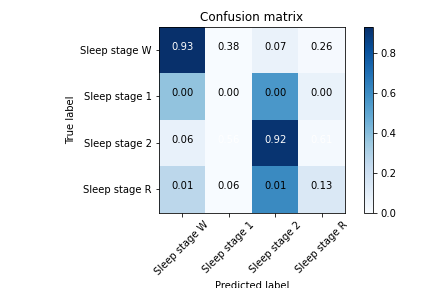 Confusion matrix
Sleep stage W
0.93 0.38 0.07 0.26
0.8
Sleep stage 1
0.00 0.00 0.00 0.00
0.6
True label
0.4
Sleep stage 2
0.06 0.92
0.2
Sleep stage R
0.01 0.06 0.01 0.13
0.0
Sleep stage W
Sleep stage 1
Sleep stage 2
Sleep stage R
Predicted label